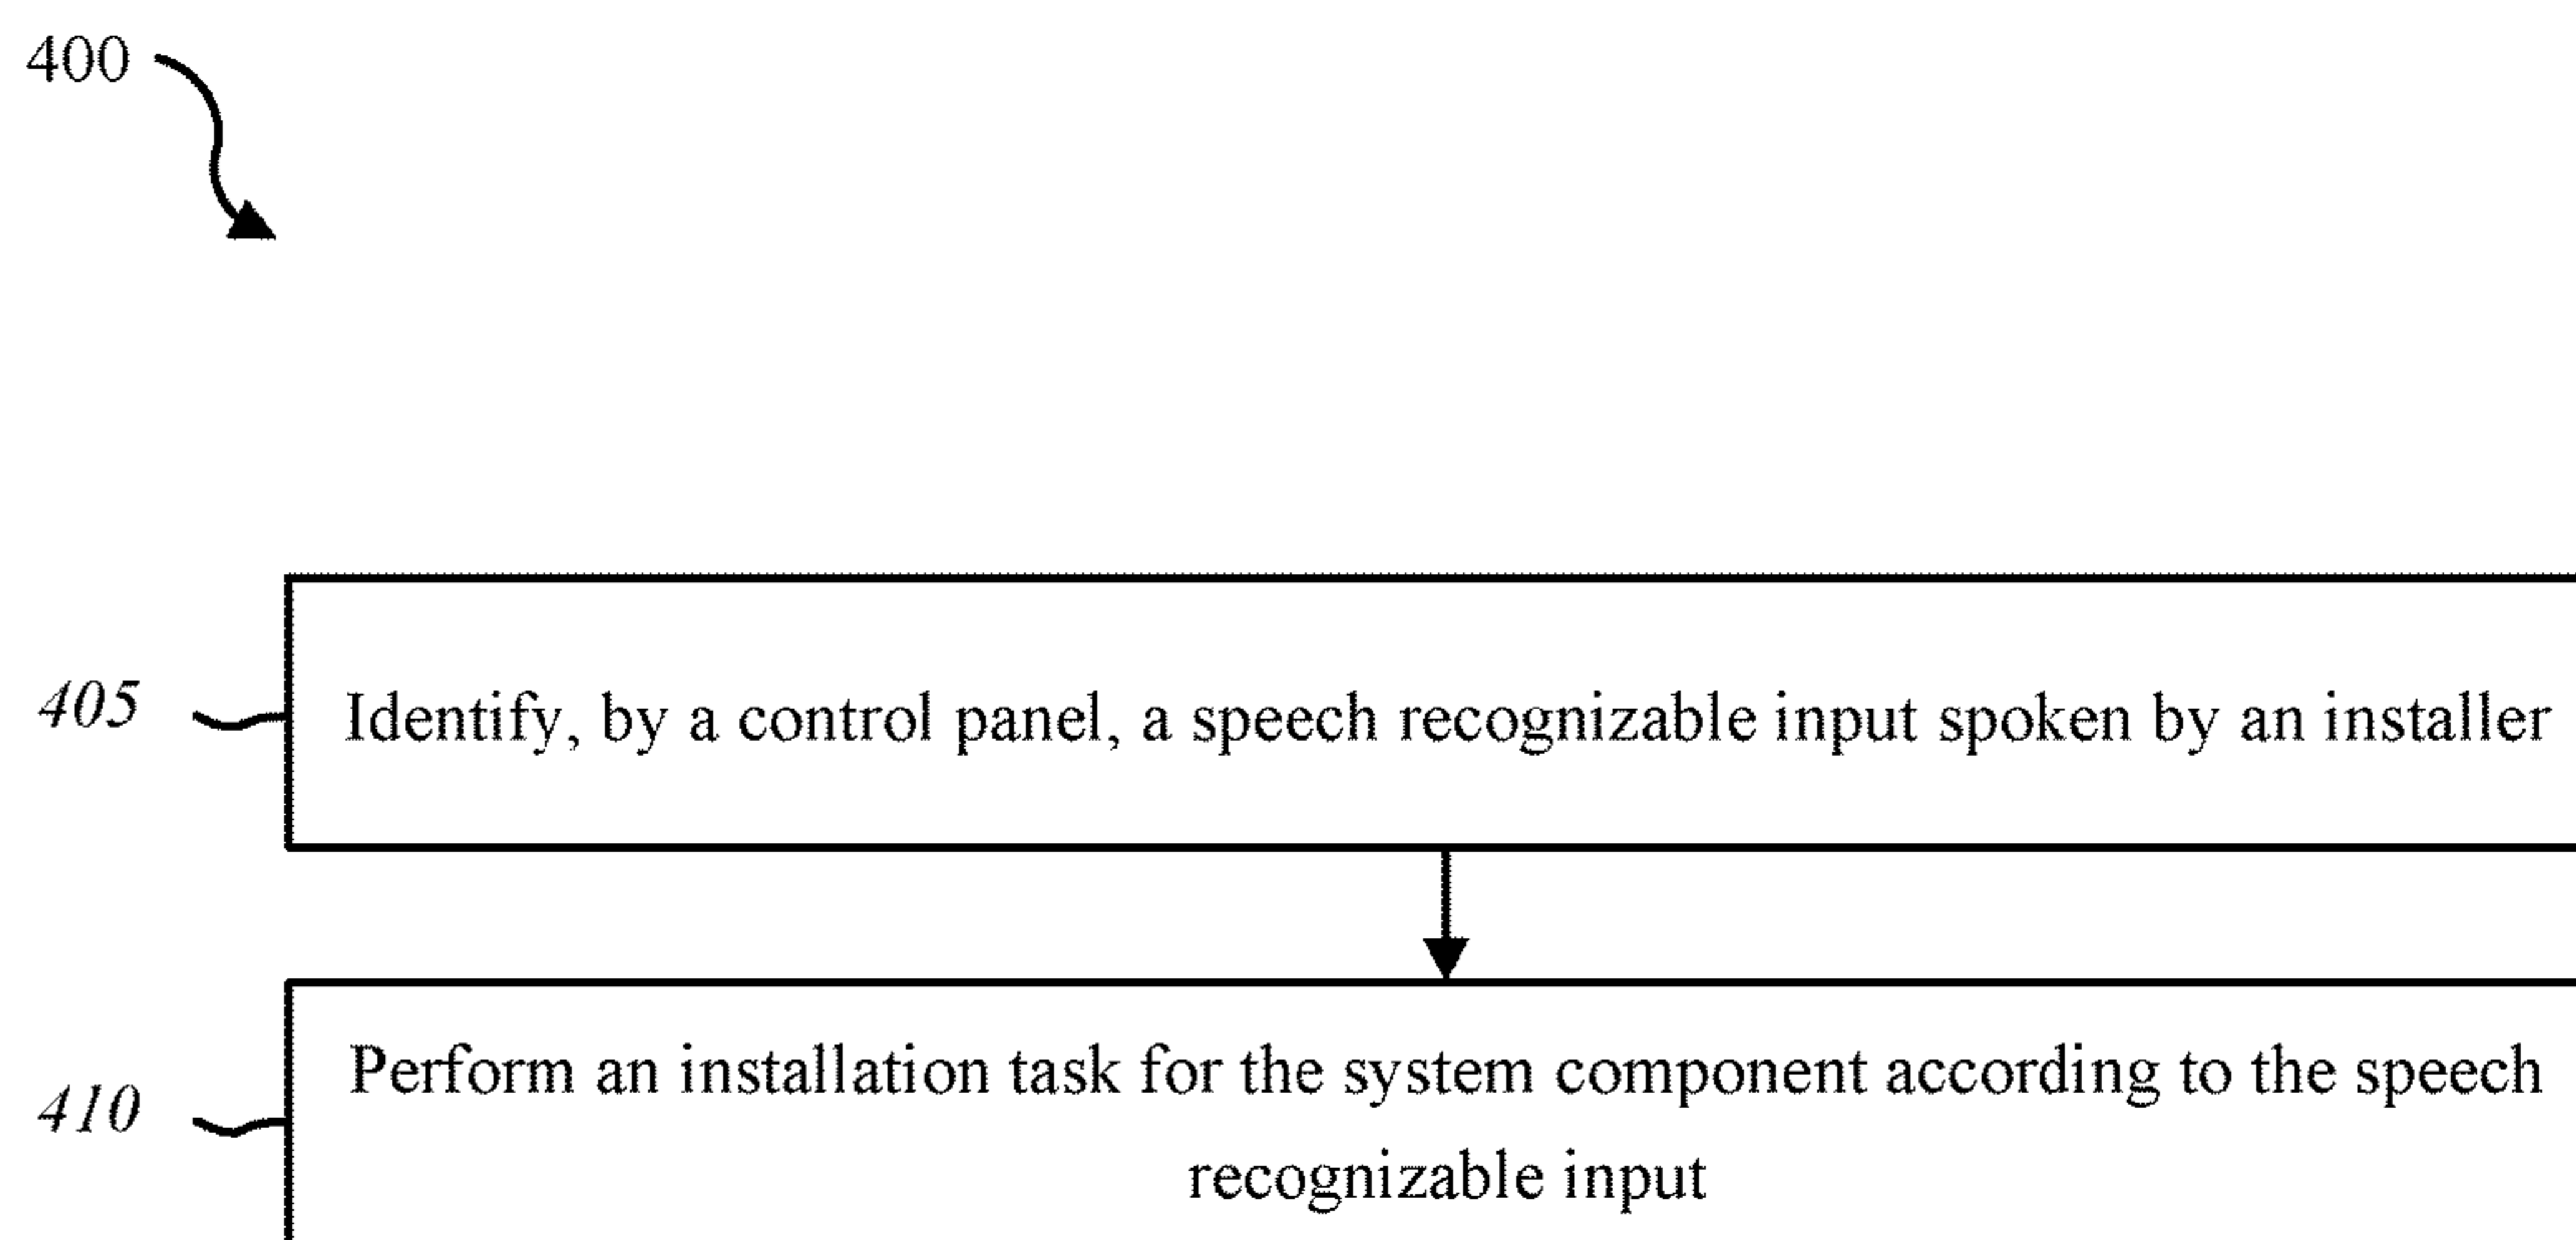 400
405
Identify, by a control panel, a speech recognizable input spoken by an installer
410
Perform an installation task for the system component according to the speech
recognizable input